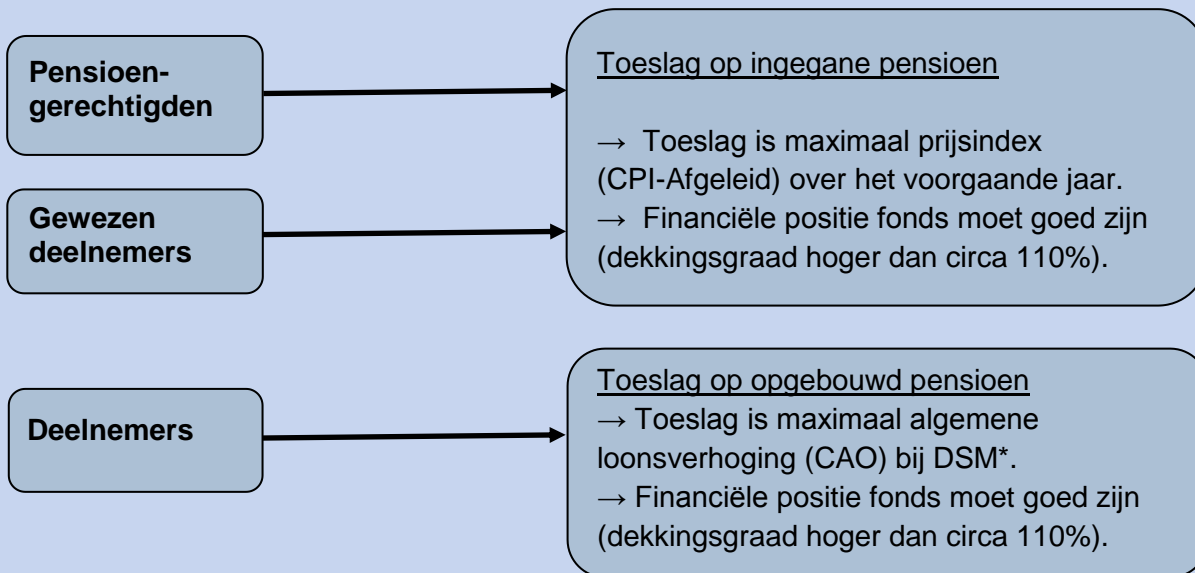 Pensioen-
gerechtigden
Toeslag op ingegane pensioen
→ Toeslag is maximaal prijsindex
(CPI-Afgeleid) over het voorgaande jaar.
→ Financiële positie fonds moet goed zijn
(dekkingsgraad hoger dan circa 110%).
Gewezen
deelnemers
Deelnemers
Toeslag op opgebouwd pensioen
→ Toeslag is maximaal algemene
loonsverhoging (CAO) bij DSM*.
→ Financiële positie fonds moet goed zijn
(dekkingsgraad hoger dan circa 110%).